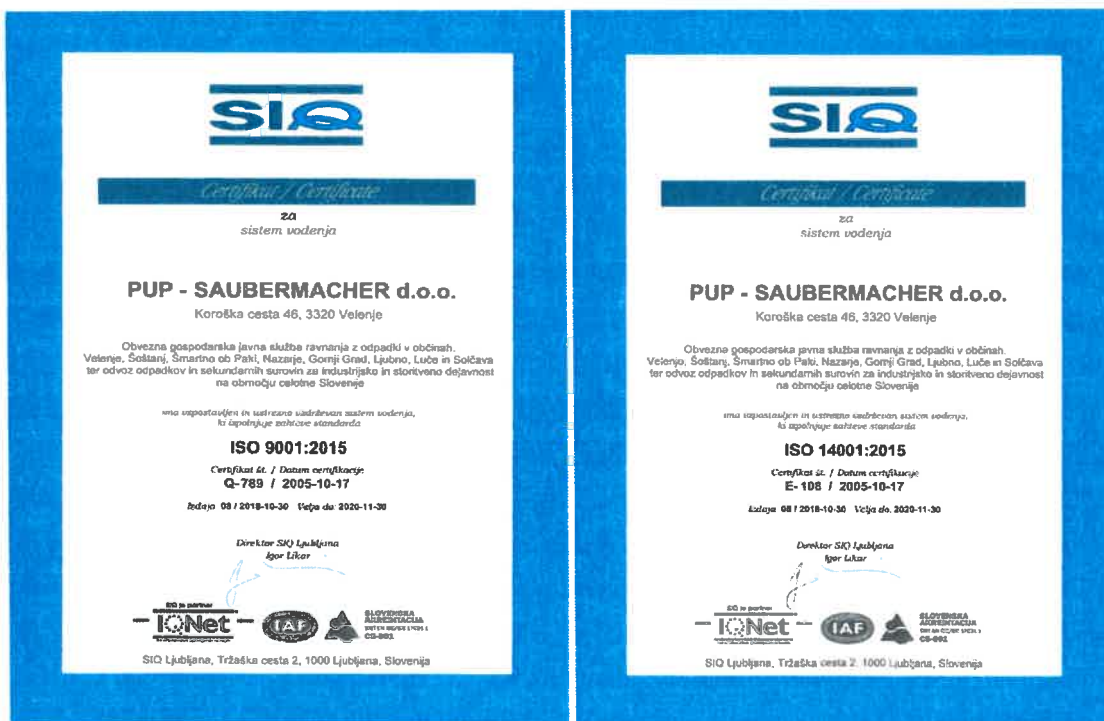 SIQ
Certifikat / Certificate
za
sistem vodenja
PUP - SAUBERMACHER d.o.o.
Koroška cesta 46, 3320 Velenje
Obvezna gospodarska javna služba ravnanja z odpadki v občinah.
Velenje, Šoštanj, Šmartno ob Paki, Nazarje, Gornji Grad, Ljubno, Luče in Solčava
ter odvoz odpadkov in sekundarnih surovin za industrijsko in storitveno dejavnost
na območju celotne Slovenije
ima vzpostavljen in ustrezno vzdrževan sistem vodenja,
ki izpolnjuje zahteve standarda
ISO 9001:2015
Certifikat št. / Datum certifikacije
Q-789 / 2005-10-17
Izdaja 08 / 2018-10-30 Velja do: 2020-11-30
Direktor SIQ Ljubljana
Igor Likar
SIQ je partner
IQNet
IAF
SLOVENSKA
AKREDITACIJA
SIQ Ljubljana, Tržaška cesta 2, 1000 Ljubljana, Slovenija
SIQ
Certifikat / Certificate
za
sistem vodenja
PUP - SAUBERMACHER d.o.o.
Koroška cesta 46, 3320 Velenje
Obvezna gospodarska javna služba ravnanja z odpadki v občinah.
Velenje, Šoštanj, Šmartno ob Paki, Nazarje, Gornji Grad, Ljubno, Luče in Solčava
ter odvoz odpadkov in sekundarnih surovin za industrijsko in storitveno dejavnost
na območju celotne Slovenije
ima vzpostavljen in ustrezno vzdrževan sistem vodenja,
ki izpolnjuje zahteve standarda
ISO 14001:2015
Certifikat št. / Datum certifikacije
E-108 / 2005-10-17
Izdaja 08 / 2018-10-30 Velja do: 2020-11-30
Direktor SIQ Ljubljana
Igor Likar
SIQ je partner
IQNet
IAF
SLOVENSKA
AKREDITACIJA
SIQ Ljubljana, Tržaška cesta 2, 1000 Ljubljana, Slovenija